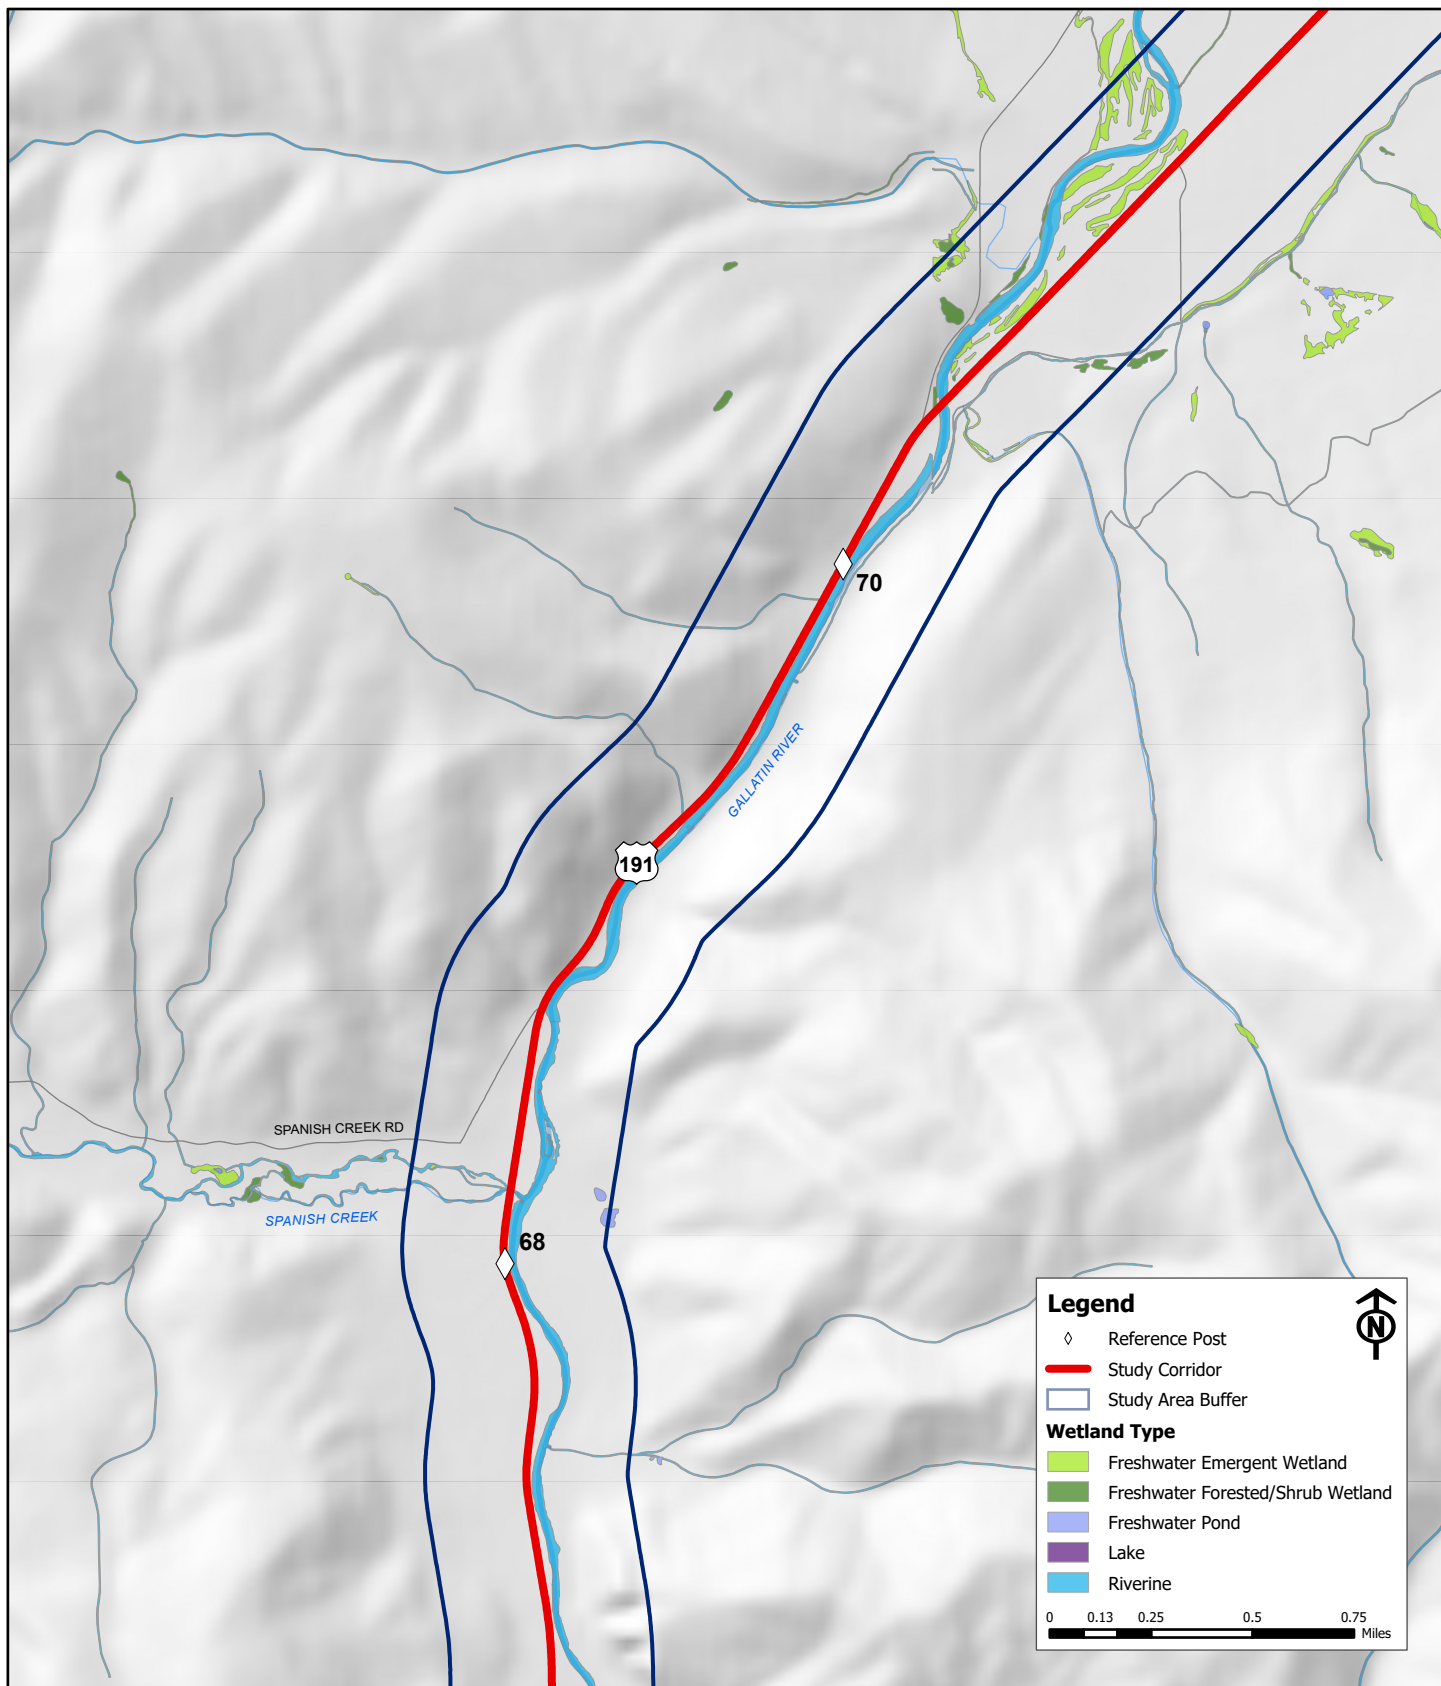 70
GALLATIN RIVER
191
SPANISH CREEK RD
SPANISH CREEK
68
Legend
N
Reference Post
Study Corridor
Study Area Buffer
Wetland Type
Freshwater Emergent Wetland
Freshwater Forested/Shrub Wetland
Freshwater Pond
Lake
Riverine
0 0.13 0.25 0.5 0.75
Miles